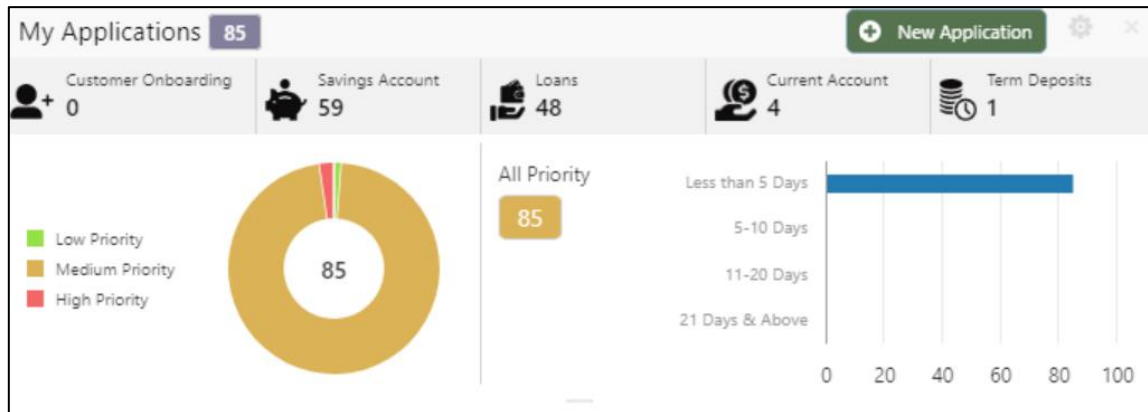 My Applications 85
New Application
Customer Onboarding
0
Savings Account
59
Loans
48
Current Account
4
Term Deposits
1
Low Priority
Medium Priority
High Priority
85
All Priority
85
Less than 5 Days
5-10 Days
11-20 Days
21 Days & Above
0 20 40 60 80 100